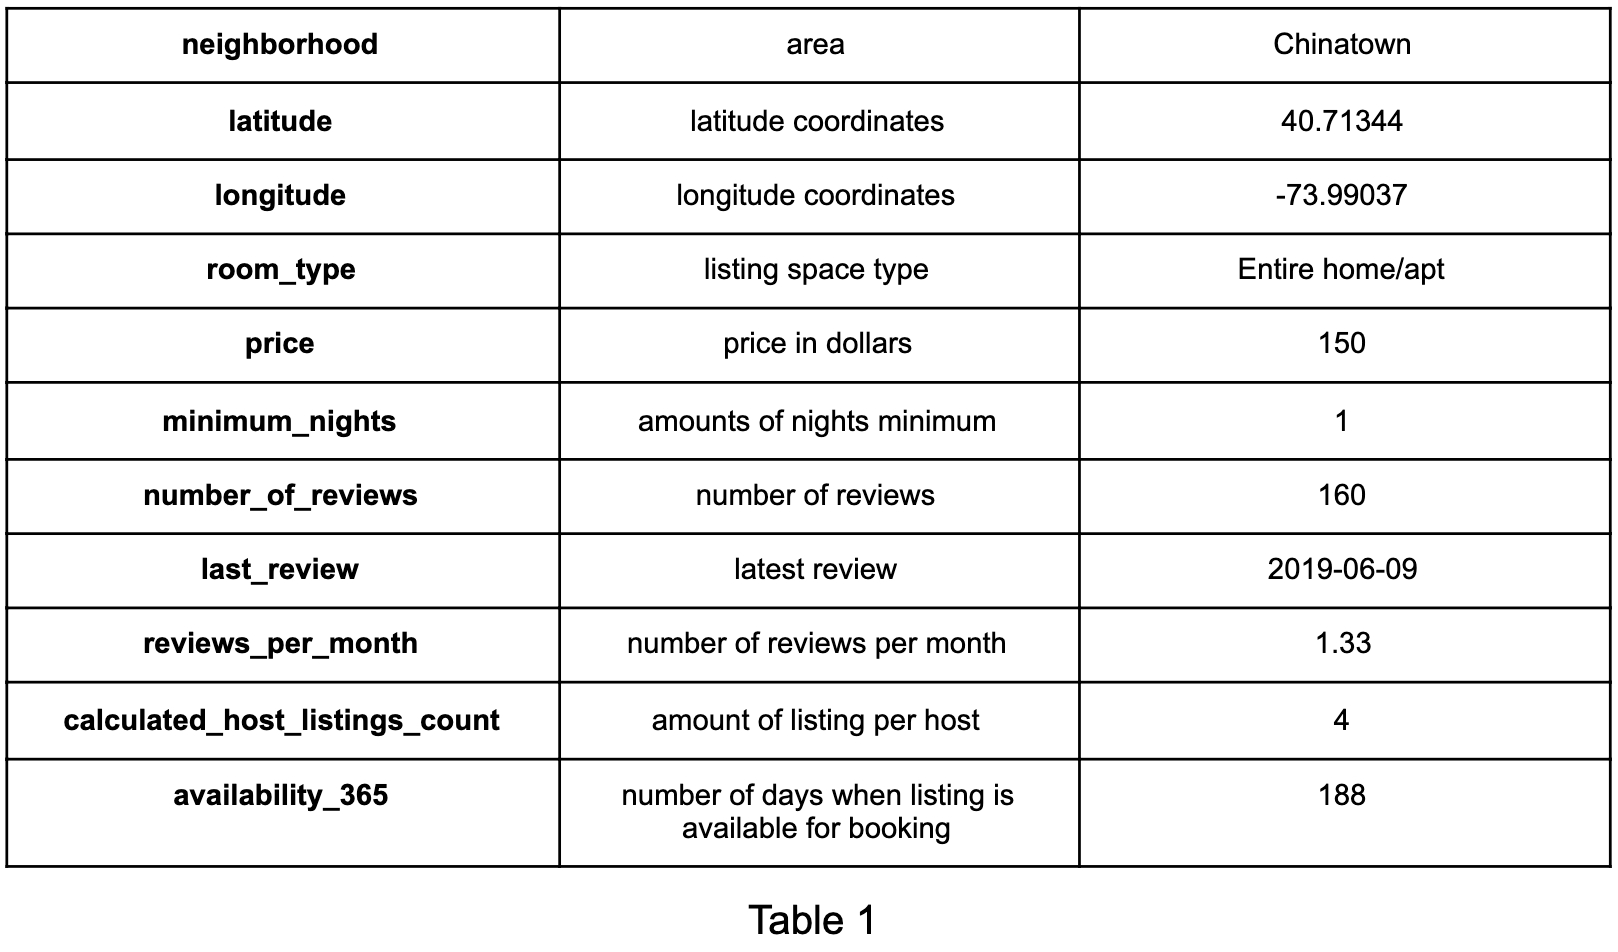 neighborhood area Chinatown
latitude latitude coordinates 40.71344
longitude longitude coordinates -73.99037
room_type listing space type Entire home/apt
price price in dollars 150
minimum_nights amounts of nights minimum 1
number_of_reviews number of reviews 160
last_review latest review 2019-06-09
reviews_per_month number of reviews per month 1.33
calculated_host_listings_count amount of listing per host 4
availability_365 number of days when listing is 188
available for booking
Table 1